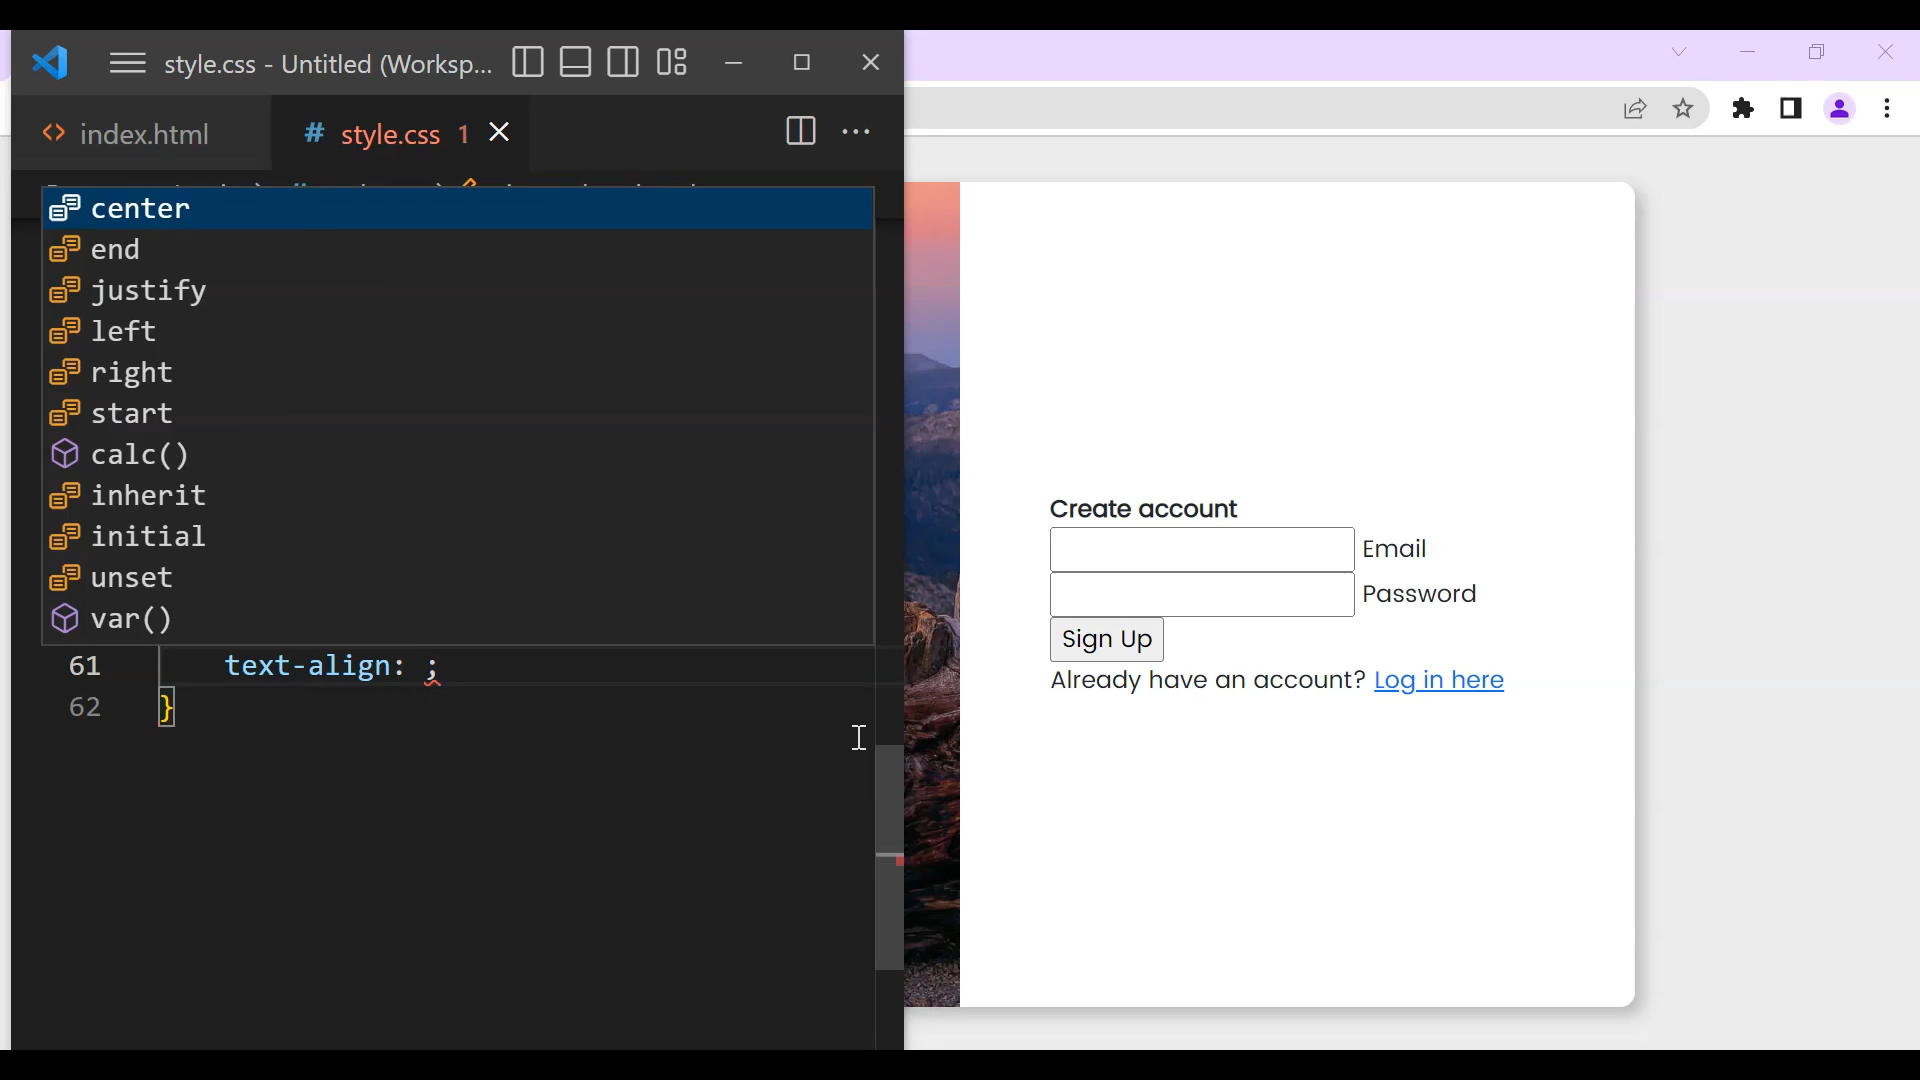 style.css - Untitled (Worksp...
index.html
# style.css 1
center
end
justify
left
right
start
calc()
inherit
initial
unset
var()
61 text-align: ;
62 }
Create account
Email
Password
Sign Up
Already have an account? Log in here